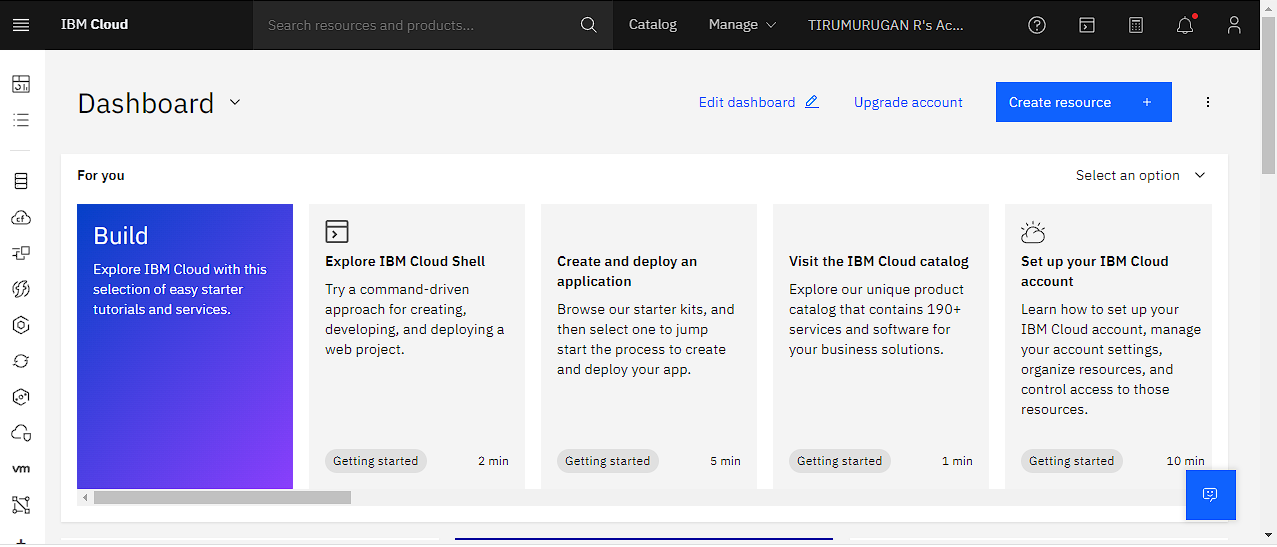 IBM Cloud
Search resources and products...
Catalog
Manage
TIRUMURUGAN R's Ac...
Dashboard
Edit dashboard
Upgrade account
Create resource +
For you
Select an option
Build
Explore IBM Cloud with this
selection of easy starter
tutorials and services.
Explore IBM Cloud Shell
Try a command-driven
approach for creating,
developing, and deploying a
web project.
Getting started
2 min
Create and deploy an
application
Browse our starter kits, and
then select one to jump
start the process to create
and deploy your app.
Getting started
5 min
Visit the IBM Cloud catalog
Explore our unique product
catalog that contains 190+
services and software for
your business solutions.
Getting started
1 min
Set up your IBM Cloud
account
Learn how to set up your
IBM Cloud account, manage
your account settings,
organize resources, and
control access to those
resources.
Getting started
10 min
cf
vm